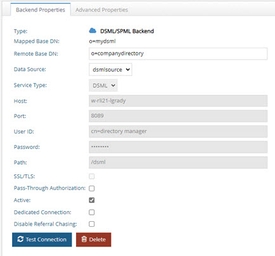 Backend Properties
Advanced Properties
Type: DSML/SPML Backend
Mapped Base DN: o=mydsml
Remote Base DN: o=companydirectory
Data Source: dsmlsource
Service Type: DSML
Host: w-rli21-lgrady
Port: 8089
User ID: cn=directory manager
Password: ********
Path: /dsml
SSL/TLS:
Pass-Through Authorization:
Active:
Dedicated Connection:
Disable Referral Chasing:
Test Connection
Delete